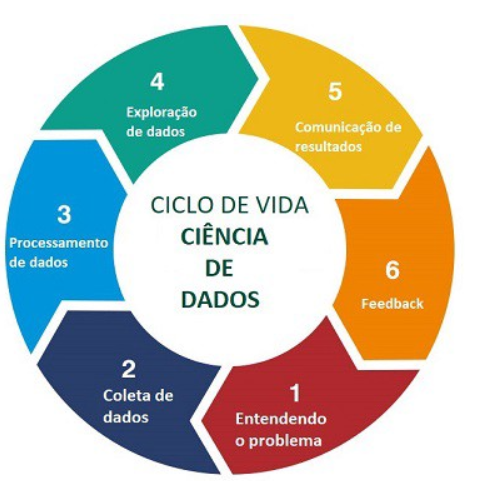 CICLO DE VIDA
CIÊNCIA
DE
DADOS
1
Entendendo
o problema
2
Coleta de
dados
3
Processamento
de dados
4
Exploração
de dados
5
Comunicação de
resultados
6
Feedback